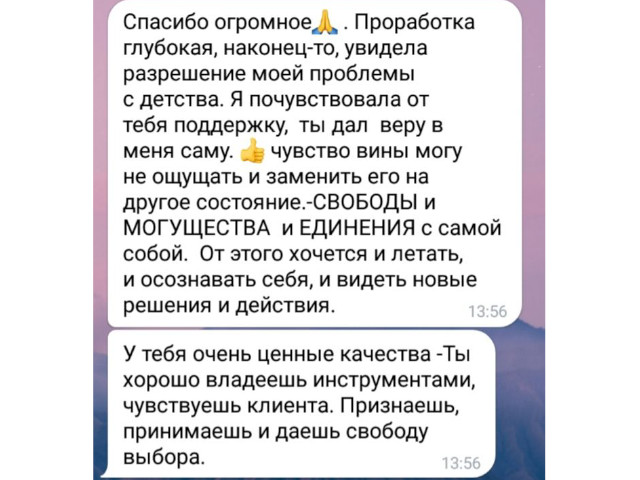 Спасибо огромное🙏 . Проработка
глубокая, наконец-то, увидела
разрешение моей проблемы
с детства. Я почувствовала от
тебя поддержку,  ты дал  веру в
меня саму. 👍 чувство вины могу
не ощущать и заменить его на
другое состояние.-СВОБОДЫ и
МОГУЩЕСТВА  и ЕДИНЕНИЯ с самой
собой.  От этого хочется и летать,
и осознавать себя, и видеть новые
решения и действия.
13:56
У тебя очень ценные качества -Ты
хорошо владеешь инструментами,
чувствуешь клиента. Признаешь,
принимаешь и даешь свободу
выбора.
13:56